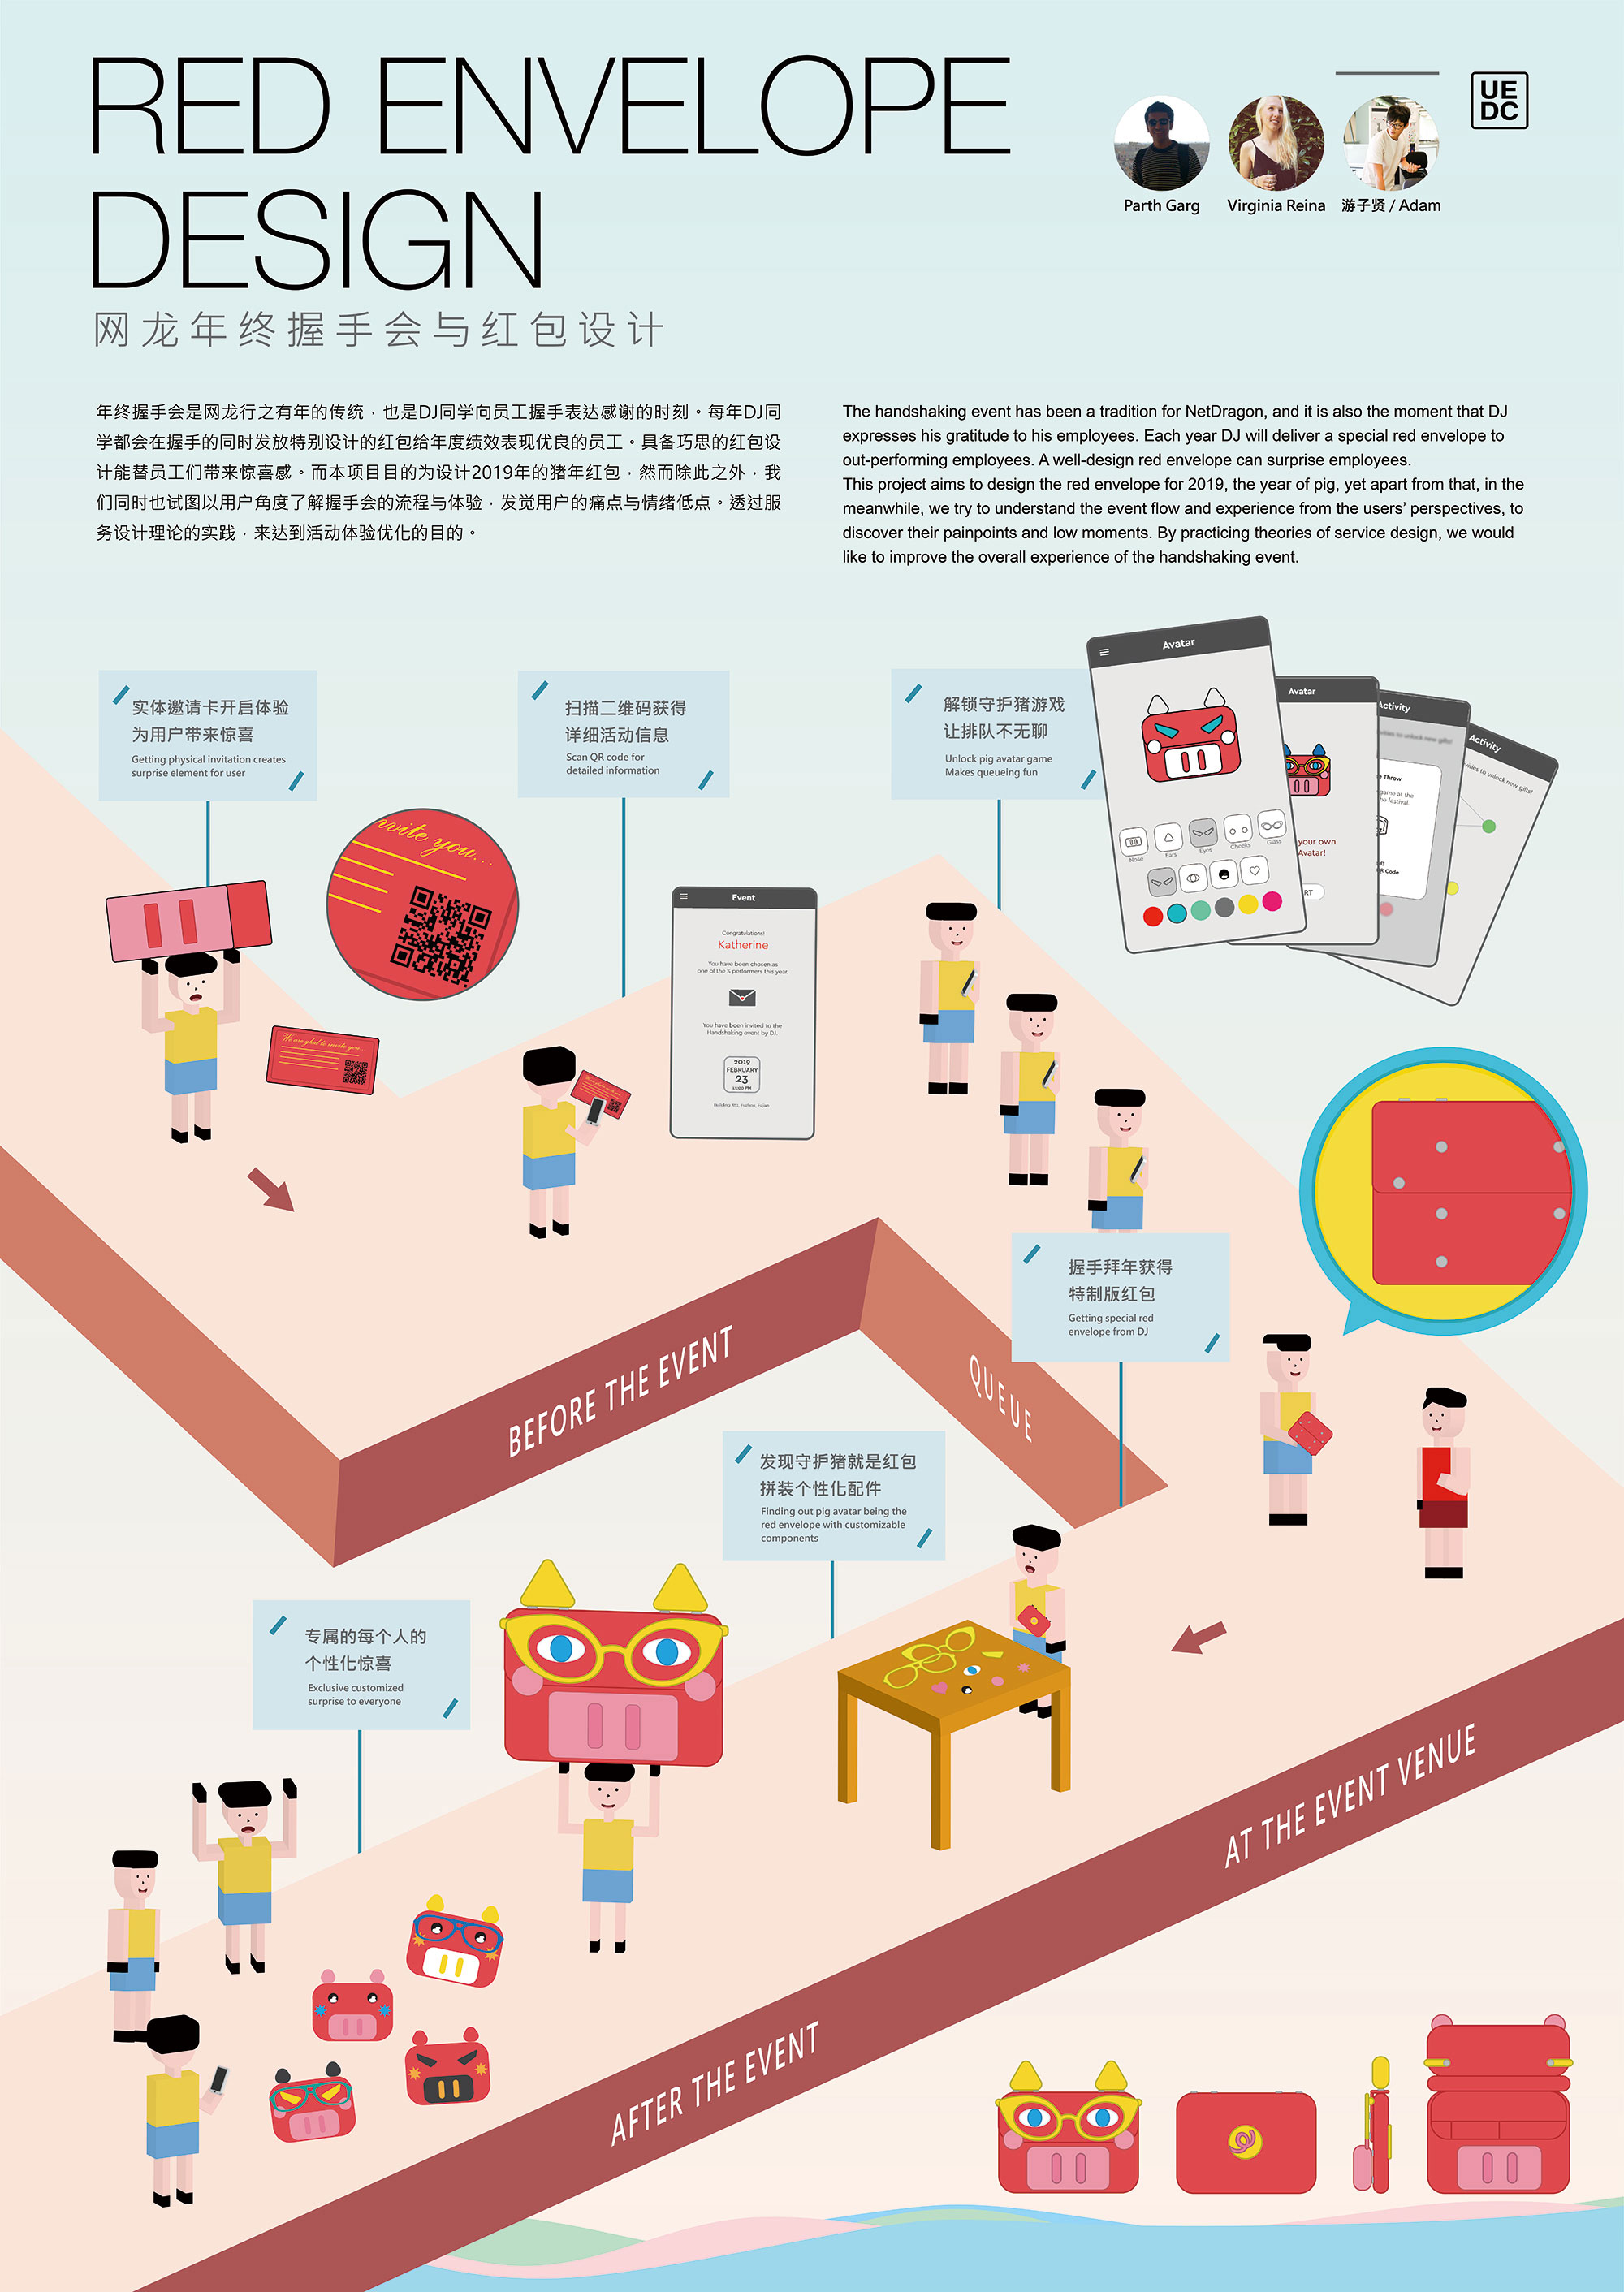 RED ENVELOPE
DESIGN
网龙年终握手会与红包设计
UE
DC
Parth Garg
Virginia Reina
游子贤 / Adam
年终握手会是网龙行之有年的传统，也是DJ同学向员工握手表达感谢的时刻。每年DJ同
学都会在握手的同时发放特别设计的红包给年度绩效表现优良的员工。具备巧思的红包设
计能替员工们带来惊喜感。而本项目目的为设计2019年的猪年红包，然而除此之外，我
们同时也试图以用户角度了解握手会的流程与体验，发觉用户的痛点与情绪低点。透过服
务设计理论的实践，来达到活动体验优化的目的。
The handshaking event has been a tradition for NetDragon, and it is also the moment that DJ
expresses his gratitude to his employees. Each year DJ will deliver a special red envelope to
out-performing employees. A well-design red envelope can surprise employees.
This project aims to design the red envelope for 2019, the year of pig, yet apart from that, in the
meanwhile, we try to understand the event flow and experience from the users' perspectives, to
discover their painpoints and low moments. By practicing theories of service design, we would
like to improve the overall experience of the handshaking event.
实体邀请卡开启体验
为用户带来惊喜
Getting physical invitation creates
surprise element for user
扫描二维码获得
详细活动信息
Scan QR code for
detailed information
解锁守护猪游戏
让排队不无聊
Unlock pig avatar game
Makes queueing fun
Avatar
Nose
Ears
Eyes
Cheeks
Glass
Avatar
your own
Avatar!
RT
Activity
vities to unlock new gifts!
o Throw
game at the
he festival.
QR Code
Activity
vities to unlock new gifts!
nvite you...
We are glad to invite you...
Event
Congratulations!
Katherine
You have been chosen as
one of the S performers this year.
You have been invited to the
Handshaking event by DJ.
2019
FEBRUARY
23
15:00 PM
握手拜年获得
特制版红包
Getting special red
envelope from DJ
BEFORE THE EVENT
QUEUE
发现守护猪就是红包
拼装个性化配件
Finding out pig avatar being the
red envelope with customizable
components
专属的每个人的
个性化惊喜
Exclusive customized
surprise to everyone
AT THE EVENT VENUE
AFTER THE EVENT